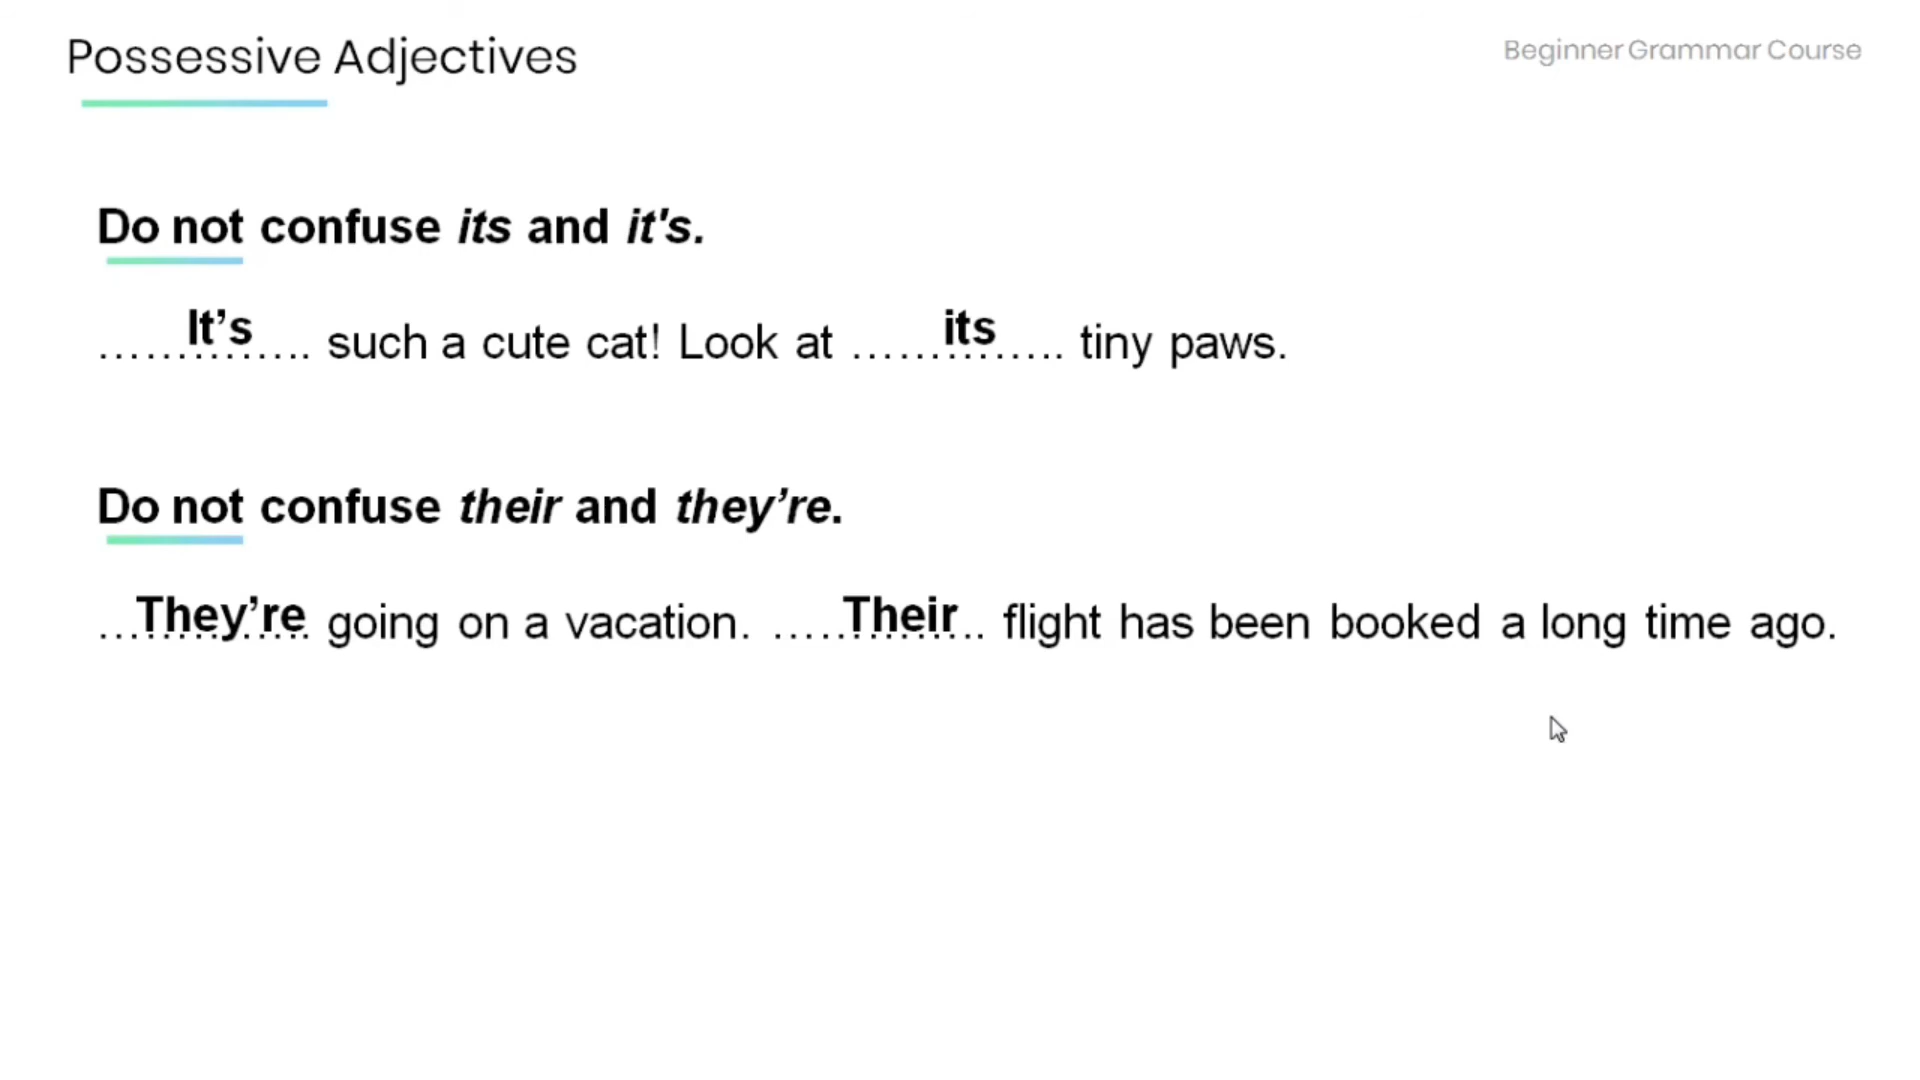 Possessive Adjectives
Beginner Grammar Course
Do not confuse its and it's.
……It’s…….. such a cute cat! Look at ……its…….. tiny paws.
Do not confuse their and they’re.
…They’re….. going on a vacation. …..Their….. flight has been booked a long time ago.